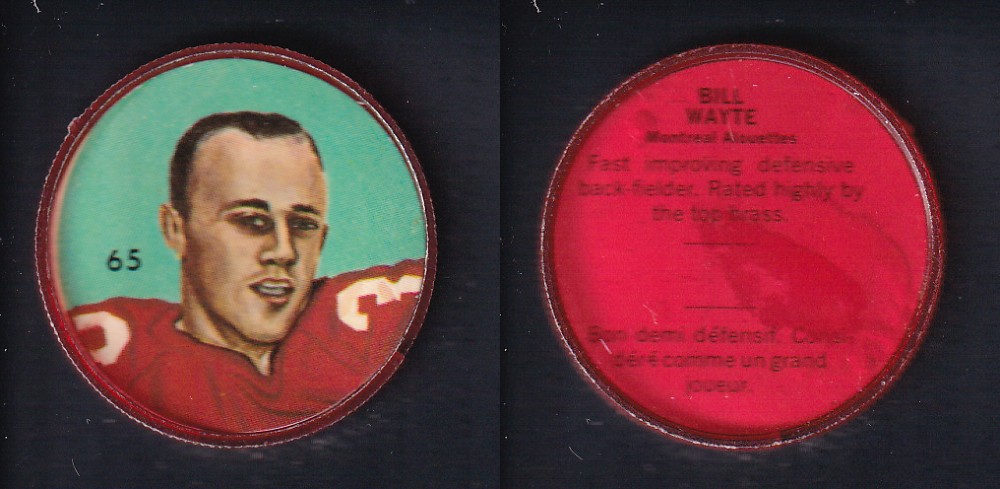 65
BILL
WAYTE
Montreal Alouettes
Fast improving defensive
back-fielder. Rated highly by
the top brass.
Bon demi défensif. Consi-
déré comme un grand
joueur.